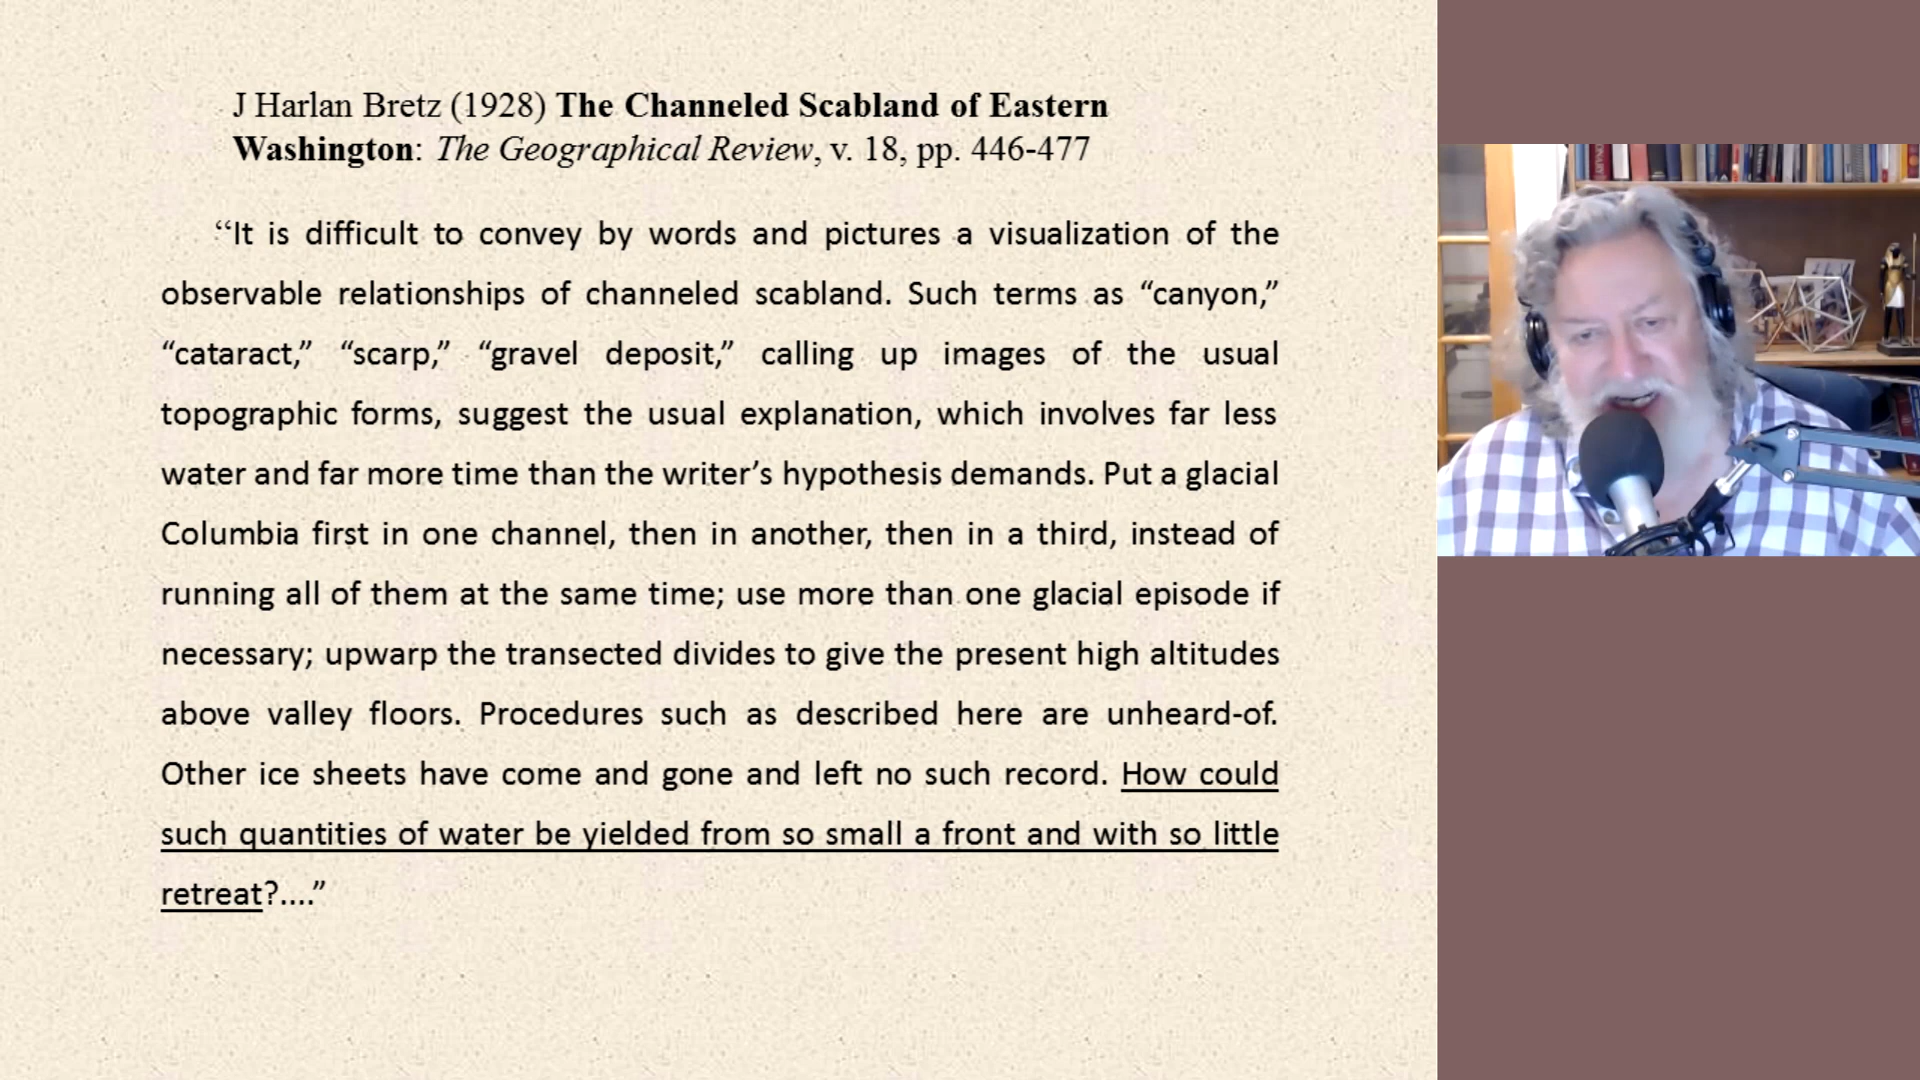 J Harlan Bretz (1928) The Channeled Scabland of Eastern
Washington: The Geographical Review, v. 18, pp. 446-477
“It is difficult to convey by words and pictures a visualization of the
observable relationships of channeled scabland. Such terms as “canyon,”
“cataract,” “scarp,” “gravel deposit,” calling up images of the usual
topographic forms, suggest the usual explanation, which involves far less
water and far more time than the writer’s hypothesis demands. Put a glacial
Columbia first in one channel, then in another, then in a third, instead of
running all of them at the same time; use more than one glacial episode if
necessary; upwarp the transected divides to give the present high altitudes
above valley floors. Procedures such as described here are unheard-of.
Other ice sheets have come and gone and left no such record. How could
such quantities of water be yielded from so small a front and with so little
retreat?....”